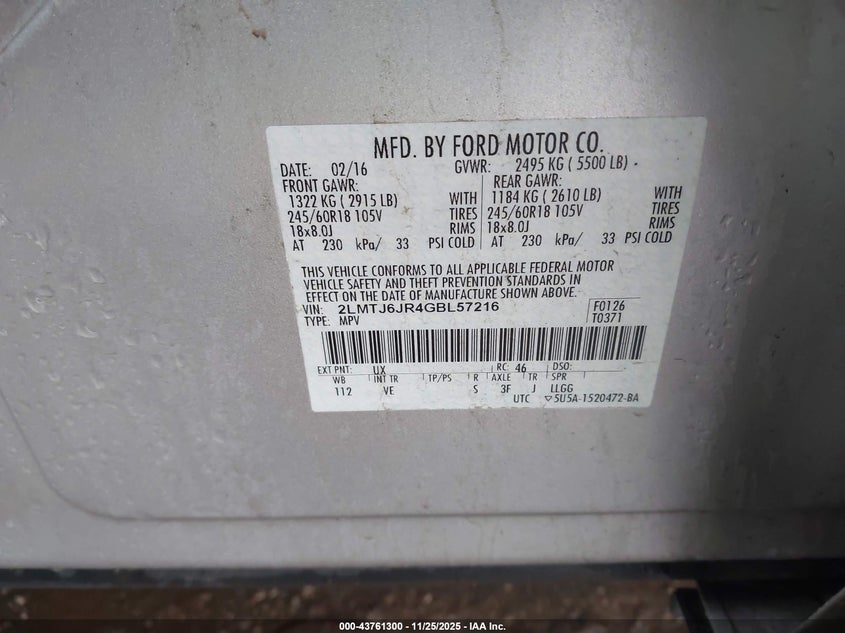 MFD. BY FORD MOTOR CO.
DATE: 02/16 GVWR: 2495 KG ( 5500 LB)
FRONT GAWR: REAR GAWR:
1322 KG ( 2915 LB) WITH 1184 KG ( 2610 LB) WITH
245/60R18 105V TIRES 245/60R18 105V TIRES
18x8.0J RIMS 18x8.0J RIMS
AT 230 kPa/ 33 PSI COLD AT 230 kPa/ 33 PSI COLD
THIS VEHICLE CONFORMS TO ALL APPLICABLE FEDERAL MOTOR
VEHICLE SAFETY AND THEFT PREVENTION STANDARDS IN
EFFECT ON THE DATE OF MANUFACTURE SHOWN ABOVE.
VIN: 2LMTJ6JR4GBL57216 F0126
TYPE: MPV T0371
EXT PNT: UX RC: 46 DSO:
WB INT TR TP/PS R AXLE TR SPR
112 VE S 3F J LLGG
UTC ▽5U5A-1520472-BA
000-43761300 - 11/25/2025 - IAA Inc.